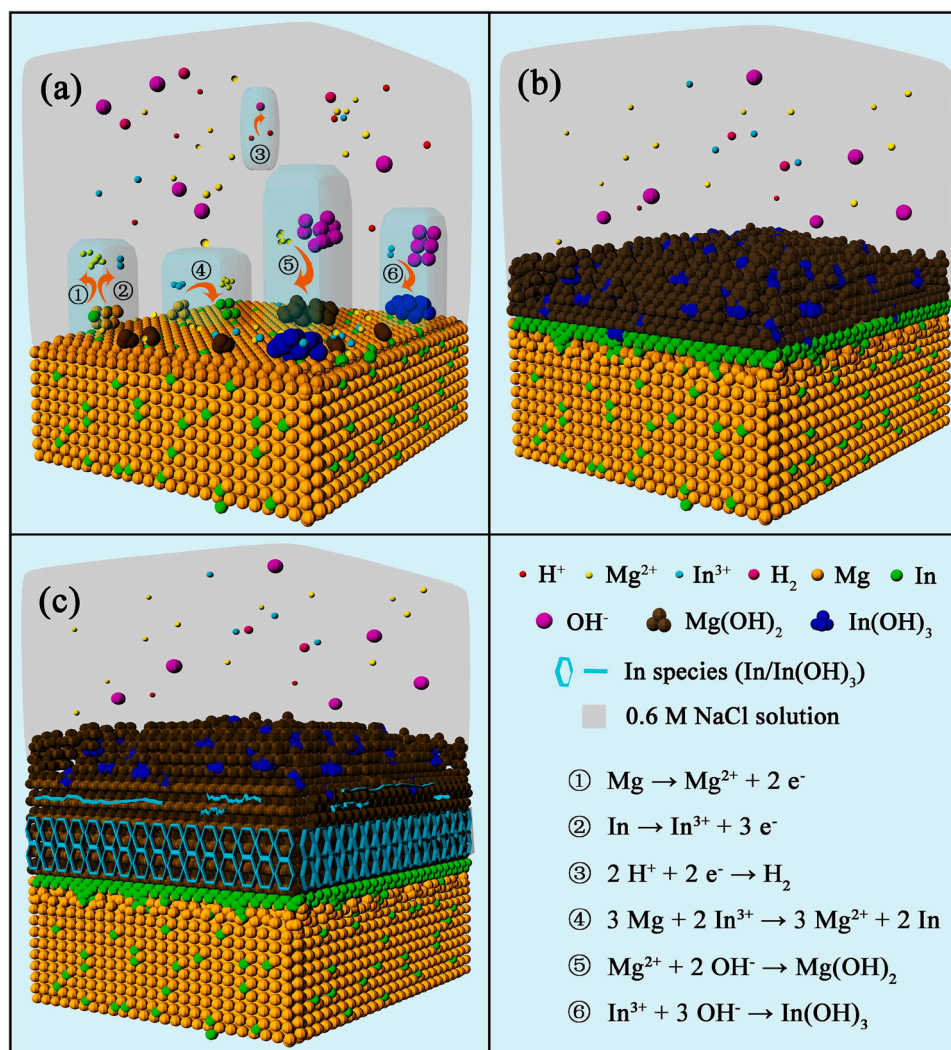 (a)
③
④
⑤
⑥
① ②
(b)
(c)
H⁺ Mg²⁺ In³⁺ H₂ Mg In
OH⁻ Mg(OH)₂ In(OH)₃
In species (In/In(OH)₃)
0.6 M NaCl solution
① Mg → Mg²⁺ + 2 e⁻
② In → In³⁺ + 3 e⁻
③ 2 H⁺ + 2 e⁻ → H₂
④ 3 Mg + 2 In³⁺ → 3 Mg²⁺ + 2 In
⑤ Mg²⁺ + 2 OH⁻ → Mg(OH)₂
⑥ In³⁺ + 3 OH⁻ → In(OH)₃